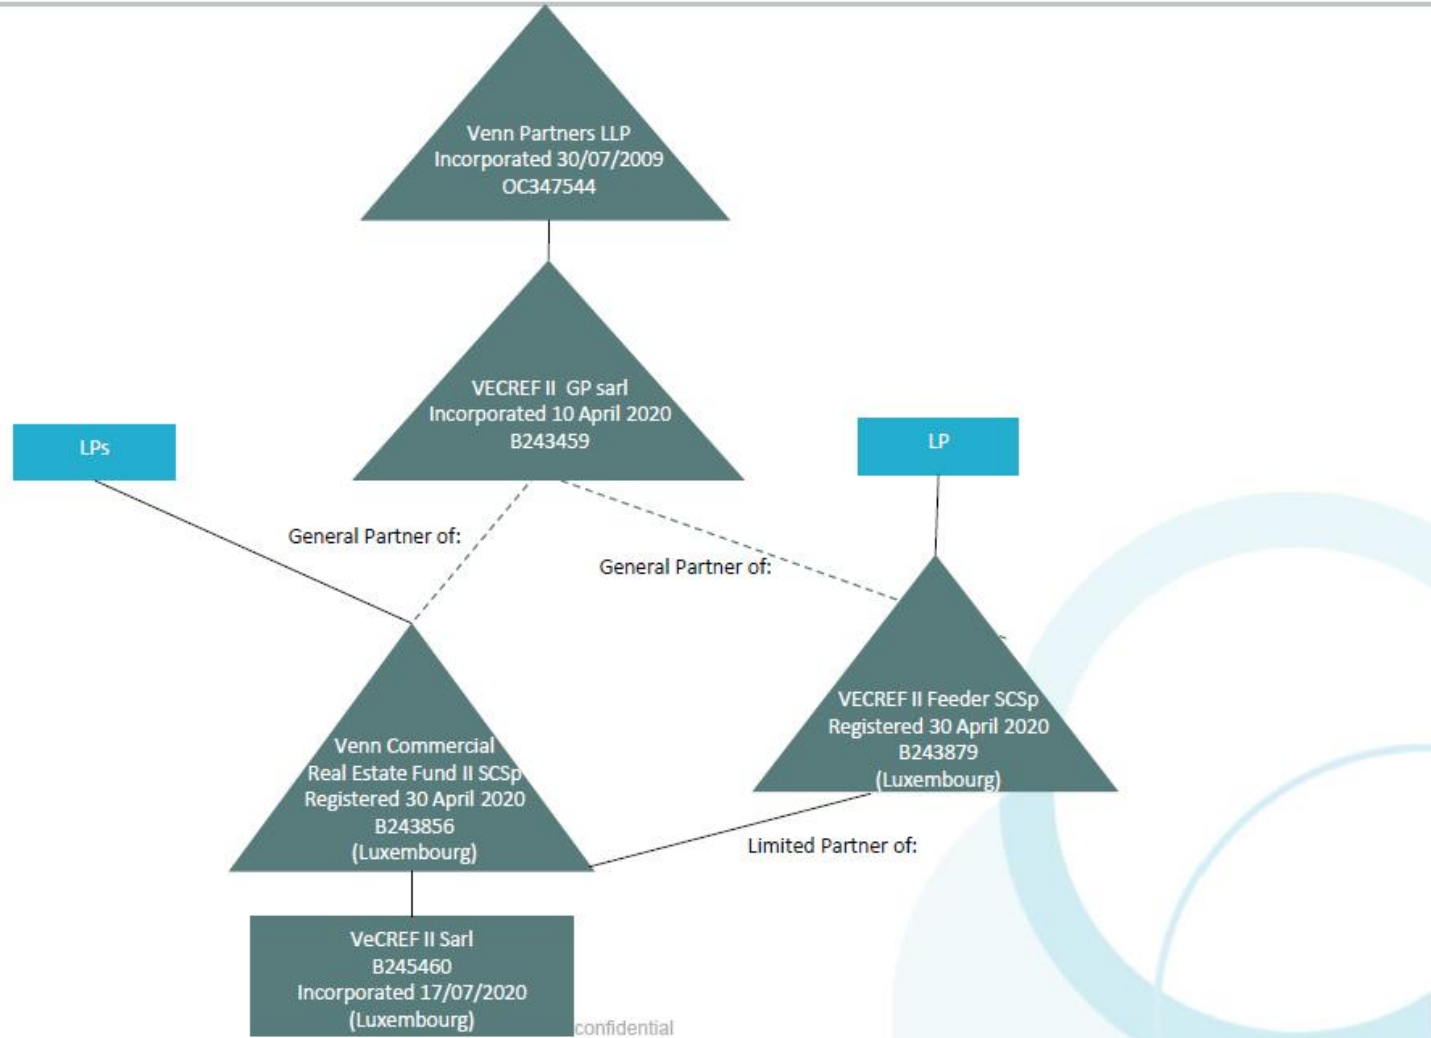 Venn Partners LLP
Incorporated 30/07/2009
OC347544
VECREF II GP sarl
Incorporated 10 April 2020
B243459
LPs
LP
General Partner of:
General Partner of:
VECREF II Feeder SCSp
Registered 30 April 2020
B243879
(Luxembourg)
Venn Commercial
Real Estate Fund II SCSp
Registered 30 April 2020
B243856
(Luxembourg)
Limited Partner of:
VeCREF II Sarl
B245460
Incorporated 17/07/2020
(Luxembourg)
confidential